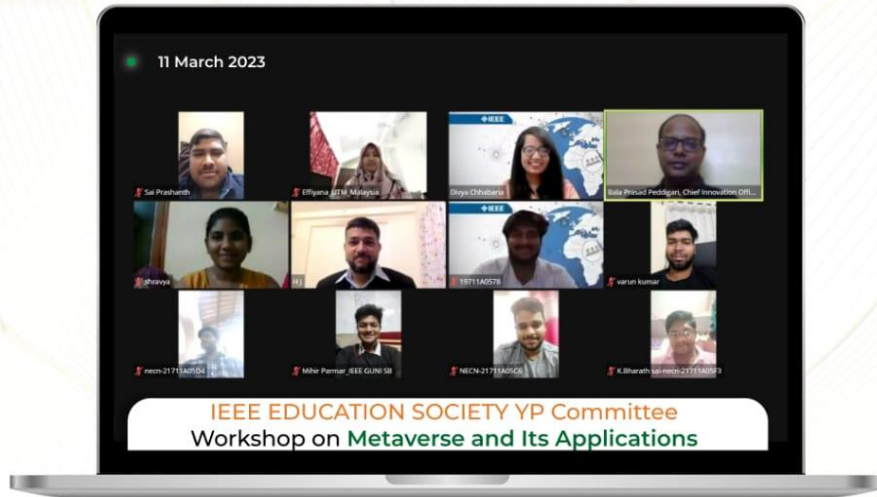 11 March 2023
IEEE
Sai Prashanth
Effiyana_UTM_Malaysia
Divya Chhabaria
Bala Prasad Peddigari, Chief Innovation Offi...
IEEE
shravya
H J
19711A0578
varun kumar
necn-21711A05D4
Mihir Parmar_IEEE GUNI SB
NECN-21711A05C6
K.Bharath sai-necn-21711A05F3
IEEE EDUCATION SOCIETY YP Committee
Workshop on Metaverse and Its Applications